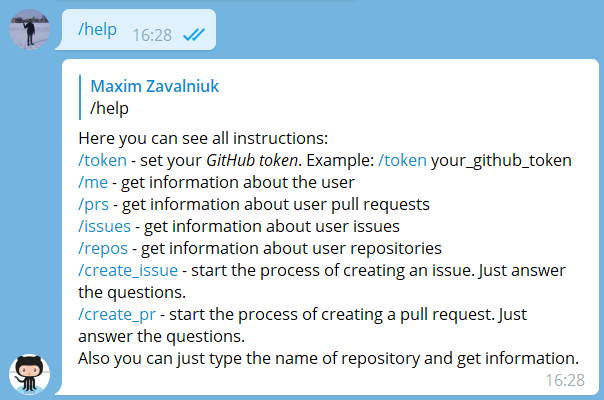 /help 16:28
Maxim Zavalniuk
/help
Here you can see all instructions:
/token - set your GitHub token. Example: /token your_github_token
/me - get information about the user
/prs - get information about user pull requests
/issues - get information about user issues
/repos - get information about user repositories
/create_issue - start the process of creating an issue. Just answer
the questions.
/create_pr - start the process of creating a pull request. Just
answer the questions.
Also you can just type the name of repository and get information.
16:28